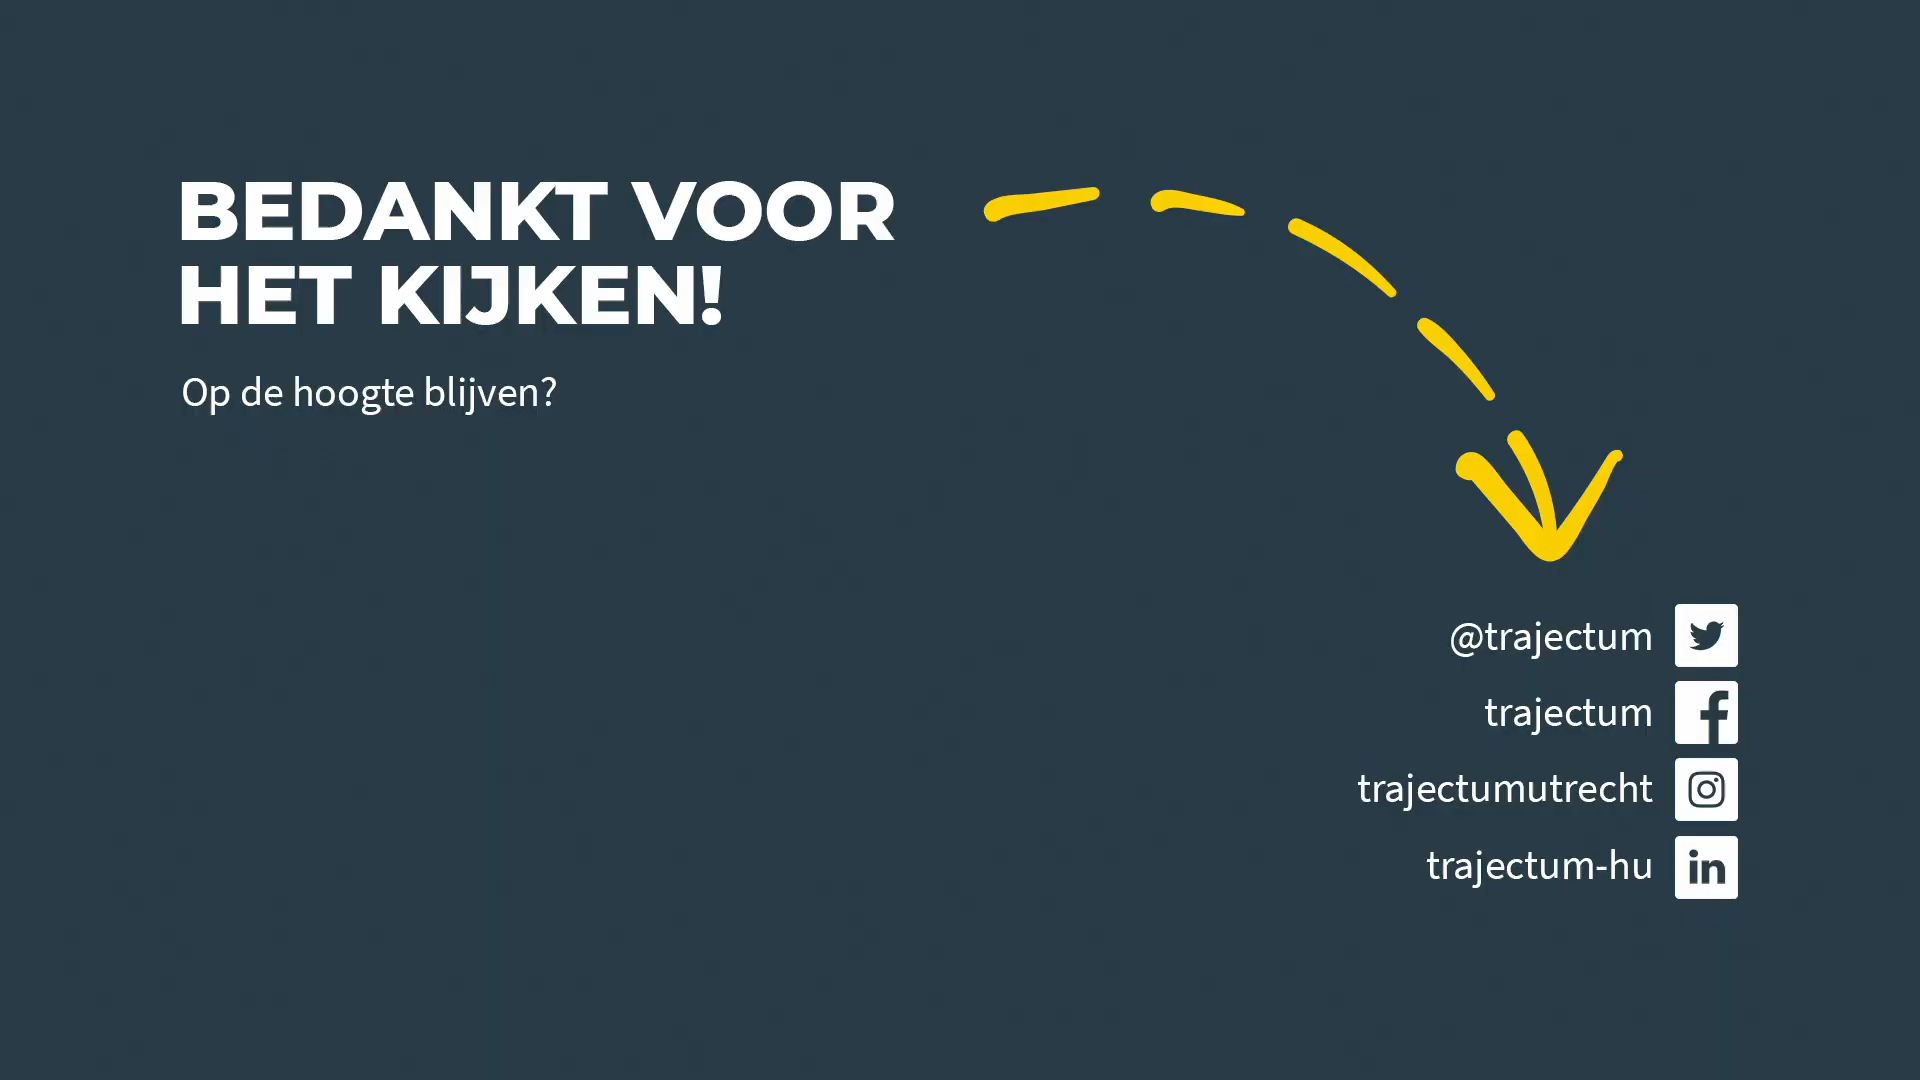 BEDANKT VOOR
HET KIJKEN!
Op de hoogte blijven?
@trajectum
trajectum
trajectumutrecht
trajectum-hu